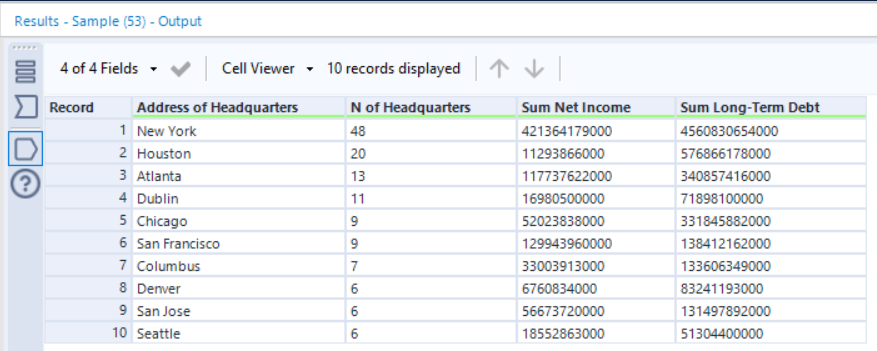 Results - Sample (53) - Output
4 of 4 Fields Cell Viewer 10 records displayed
Record Address of Headquarters N of Headquarters Sum Net Income Sum Long-Term Debt
1 New York 48 421364179000 4560830654000
2 Houston 20 11293866000 576866178000
3 Atlanta 13 117737622000 340857416000
4 Dublin 11 16980500000 71898100000
5 Chicago 9 52023838000 331845882000
6 San Francisco 9 129943960000 138412162000
7 Columbus 7 33003913000 133606349000
8 Denver 6 6760834000 83241193000
9 San Jose 6 56673720000 131497892000
10 Seattle 6 18552863000 51304400000